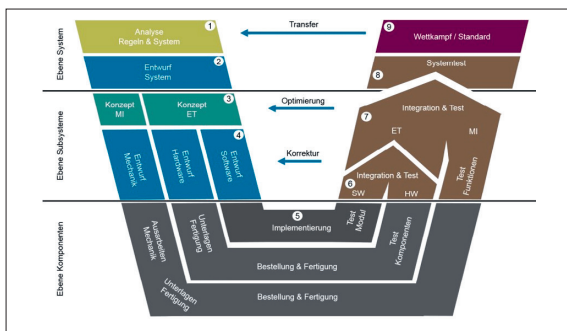 Ebene System
Analyse
Regeln & System
1
Transfer
9
Wettkampf / Standard
Entwurf
System
2
8
Systemtest
Ebene Subsysteme
Konzept
MI
Konzept
ET
3
Optimierung
Integration & Test
7
ET
MI
4
Korrektur
Entwurf
Mechanik
Entwurf
Hardware
Entwurf
Software
Integration & Test
6
SW
HW
Test
Funktionen
Ebene Komponenten
Ausarbeiten
Mechanik
Unterlagen
Fertigung
5
Implementierung
Test
Modul
Test
Komponenten
Bestellung & Fertigung
Unterlagen
Fertigung
Bestellung & Fertigung